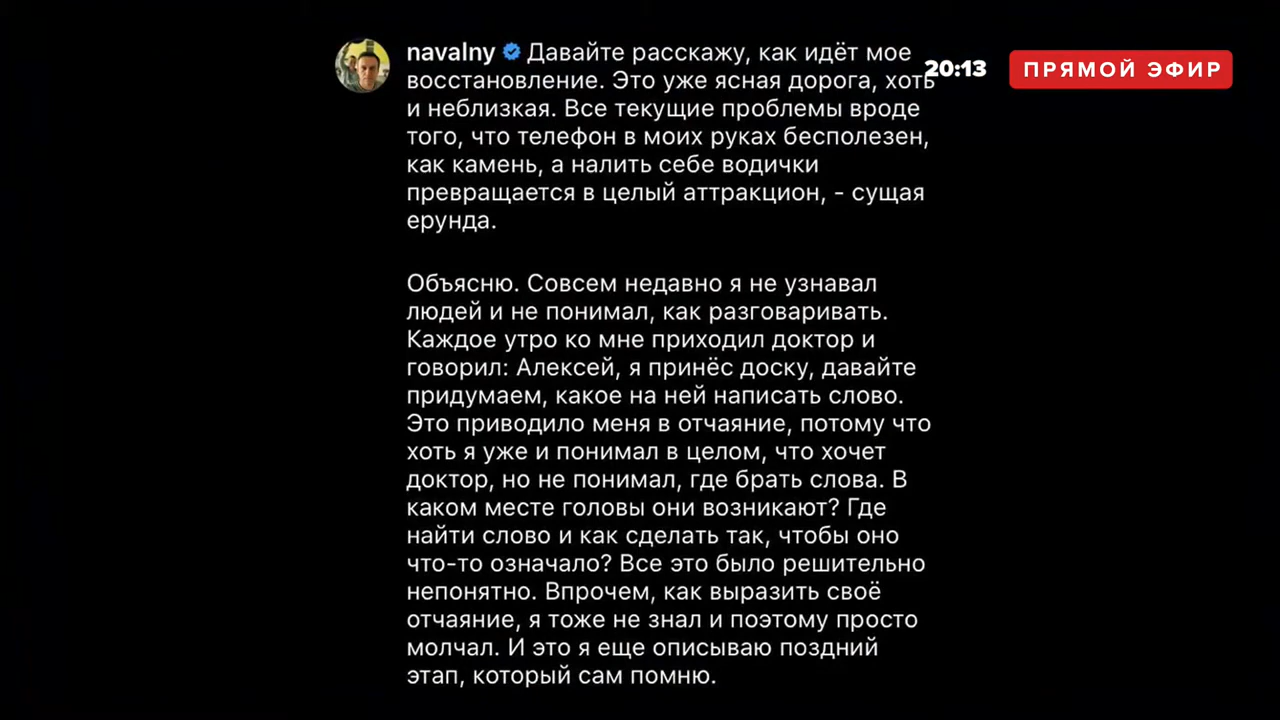 navalny Давайте расскажу, как идёт мое
восстановление. Это уже ясная дорога, хоть
и неблизкая. Все текущие проблемы вроде
того, что телефон в моих руках бесполезен,
как камень, а налить себе водички
превращается в целый аттракцион, - сущая
ерунда.
Объясню. Совсем недавно я не узнавал
людей и не понимал, как разговаривать.
Каждое утро ко мне приходил доктор и
говорил: Алексей, я принёс доску, давайте
придумаем, какое на ней написать слово.
Это приводило меня в отчаяние, потому что
хоть я уже и понимал в целом, что хочет
доктор, но не понимал, где брать слова. В
каком месте головы они возникают? Где
найти слово и как сделать так, чтобы оно
что-то означало? Все это было решительно
непонятно. Впрочем, как выразить своё
отчаяние, я тоже не знал и поэтому просто
молчал. И это я еще описываю поздний
этап, который сам помню.
20:13
ПРЯМОЙ ЭФИР